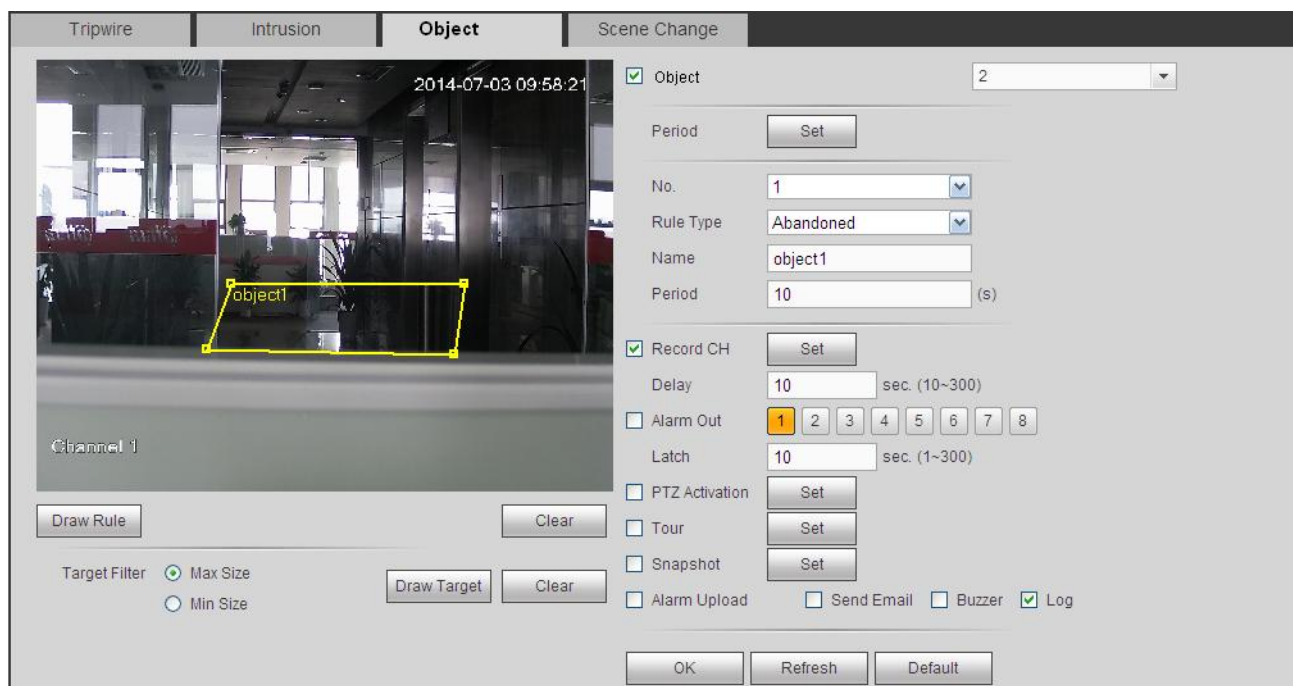 Tripwire Intrusion Object Scene Change
2014-07-03 09:58:21
object1
Channel 1
Draw Rule Clear
Target Filter Max Size
Min Size
Draw Target Clear
Object 2
Period Set
No. 1
Rule Type Abandoned
Name object1
Period 10 (s)
Record CH Set
Delay 10 sec. (10~300)
Alarm Out 1 2 3 4 5 6 7 8
Latch 10 sec. (1~300)
PTZ Activation Set
Tour Set
Snapshot Set
Alarm Upload Send Email Buzzer Log
OK Refresh Default